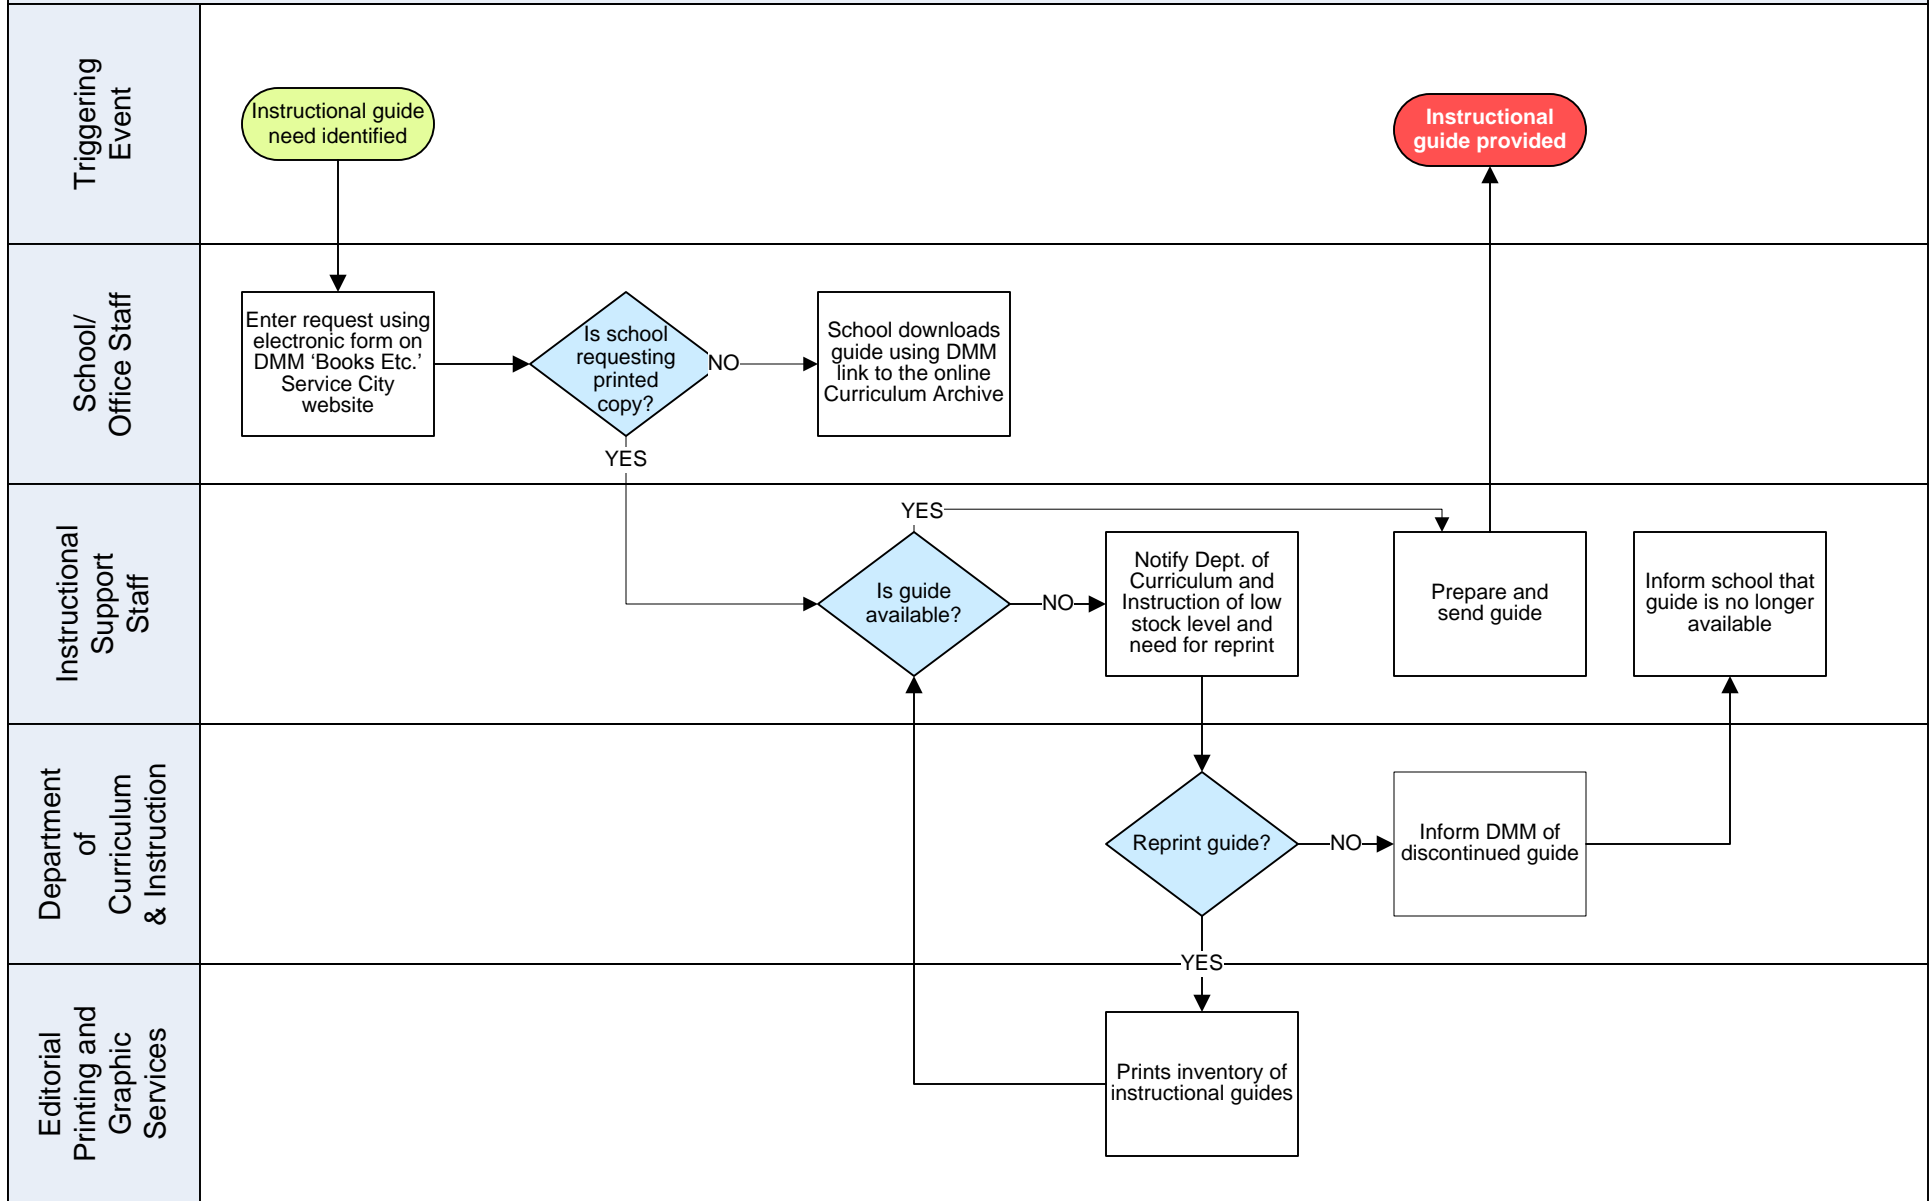 Triggering
Event
Instructional guide
need identified
Instructional
guide provided
School/
Office Staff
Enter request using
electronic form on
DMM ‘Books Etc.’
Service City
website
Is school
requesting
printed
copy?
NO
School downloads
guide using DMM
link to the online
Curriculum Archive
YES
Instructional
Support
Staff
YES
Is guide
available?
NO
Notify Dept. of
Curriculum and
Instruction of low
stock level and
need for reprint
Prepare and
send guide
Inform school that
guide is no longer
available
Department
of
Curriculum
& Instruction
Reprint guide?
NO
Inform DMM of
discontinued guide
YES
Editorial
Printing and
Graphic
Services
Prints inventory of
instructional guides